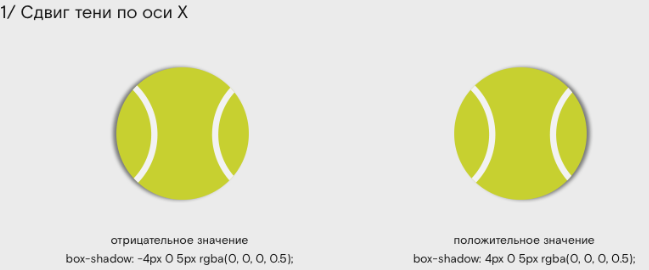 1/ Сдвиг тени по оси X
отрицательное значение
box-shadow: -4px 0 5px rgba(0, 0, 0, 0.5);
положительное значение
box-shadow: 4px 0 5px rgba(0, 0, 0, 0.5);